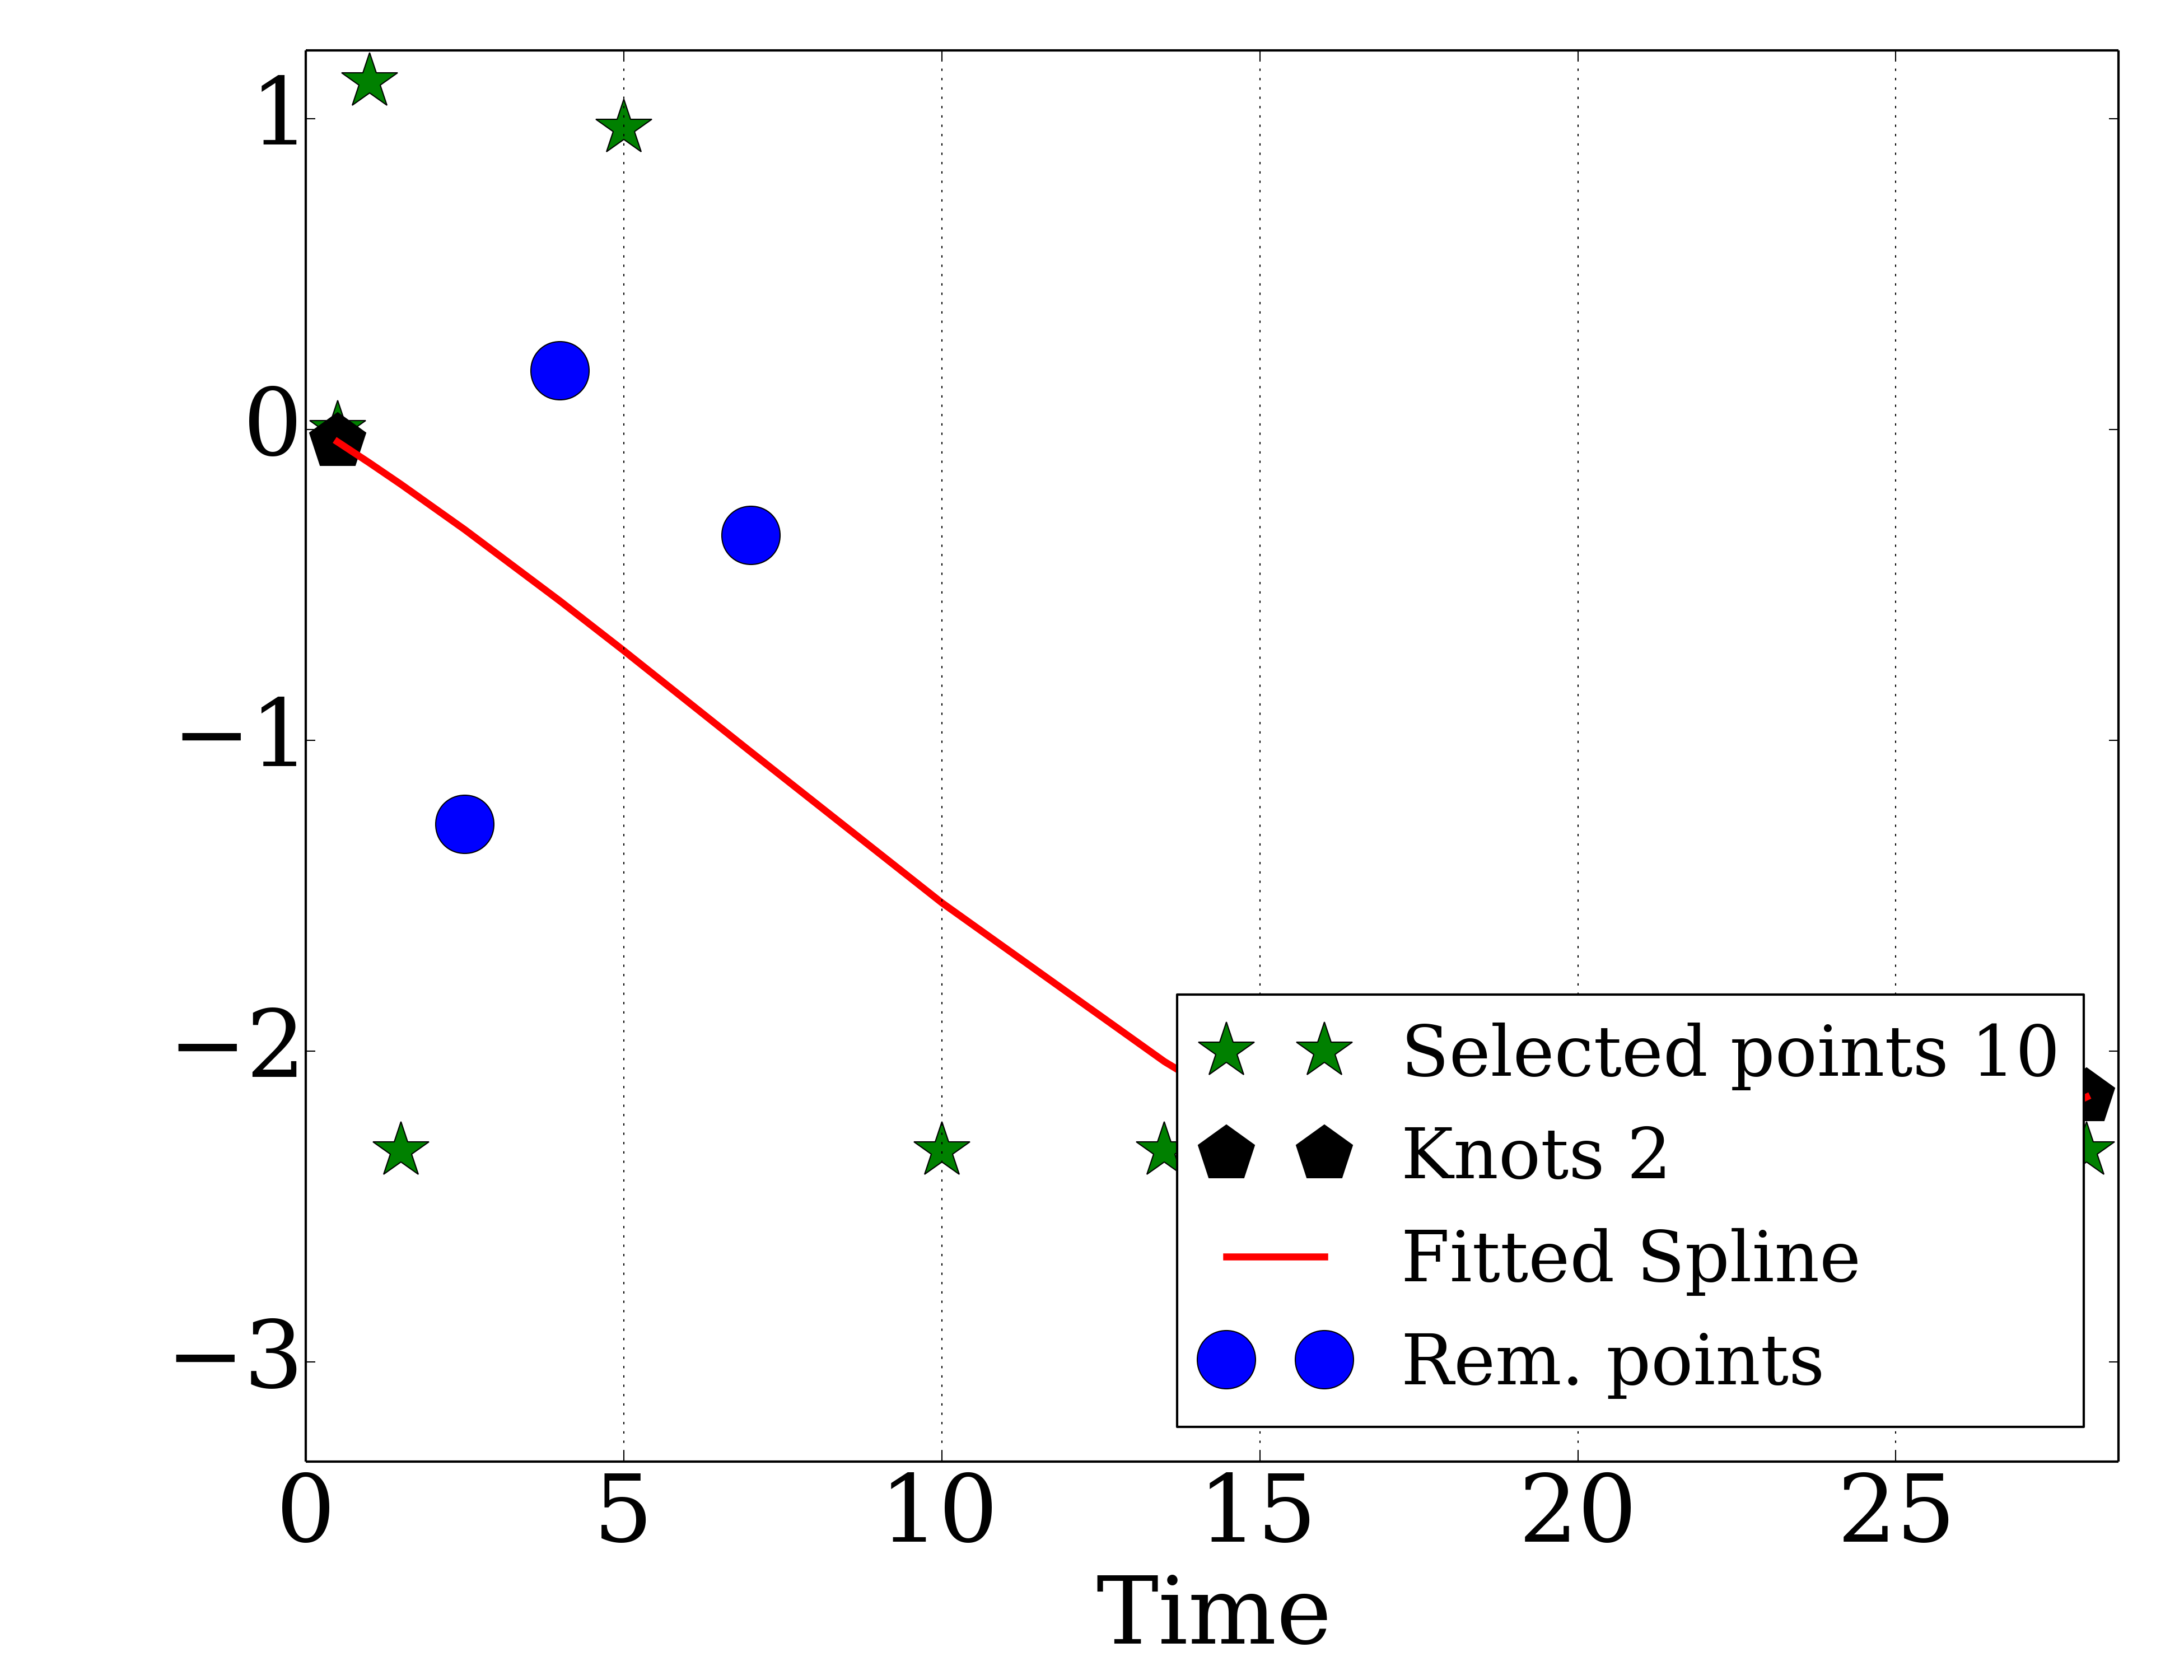 1
0
−1
−2
−3
0 5 10 15 20 25
Time
Selected points 10
Knots 2
Fitted Spline
Rem. points